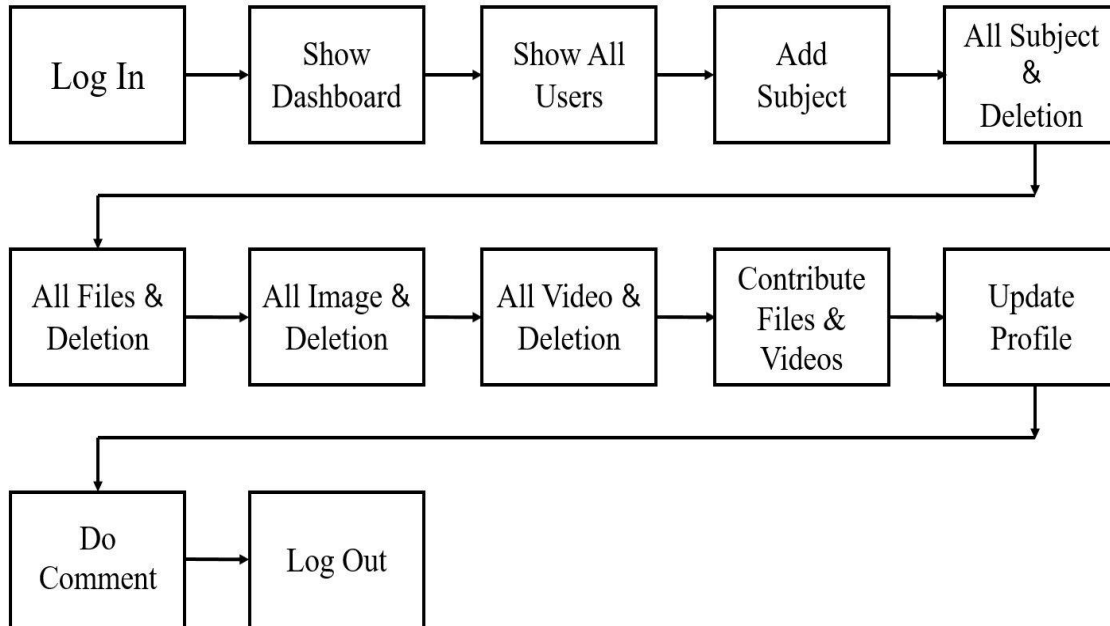 Log In
Show
Dashboard
Show All
Users
Add
Subject
All Subject
&
Deletion
All Files &
Deletion
All Image &
Deletion
All Video &
Deletion
Contribute
Files &
Videos
Update
Profile
Do
Comment
Log Out